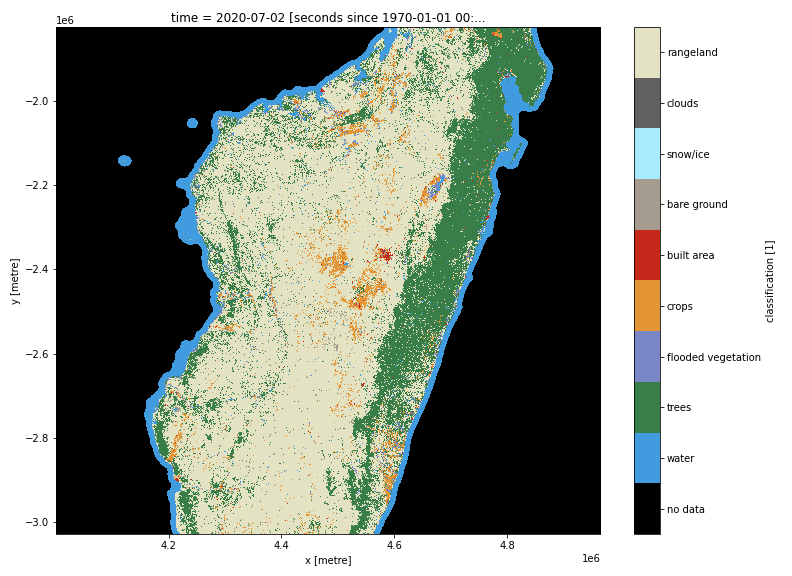 time = 2020-07-02 [seconds since 1970-01-01 00:...
1e6
−2.0
−2.2
−2.4
−2.6
−2.8
−3.0
y [metre]
4.2
4.4
4.6
4.8
1e6
x [metre]
rangeland
clouds
snow/ice
bare ground
built area
crops
flooded vegetation
trees
water
no data
classification [1]